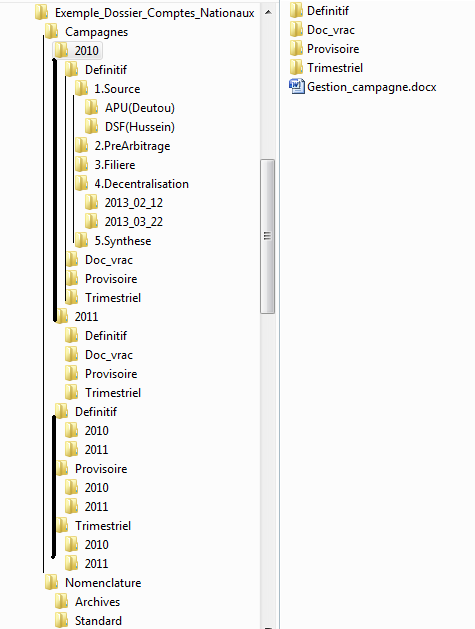 Exemple_Dossier_Comptes_Nationaux
Campagnes
2010
Definitif
1.Source
APU(Deutou)
DSF(Hussein)
2.PreArbitrage
3.Filiere
4.Decentralisation
2013_02_12
2013_03_22
5.Synthese
Doc_vrac
Provisoire
Trimestriel
2011
Definitif
Doc_vrac
Provisoire
Trimestriel
Definitif
2010
2011
Provisoire
2010
2011
Trimestriel
2010
2011
Nomenclature
Archives
Standard
Definitif
Doc_vrac
Provisoire
Trimestriel
Gestion_campagne.docx